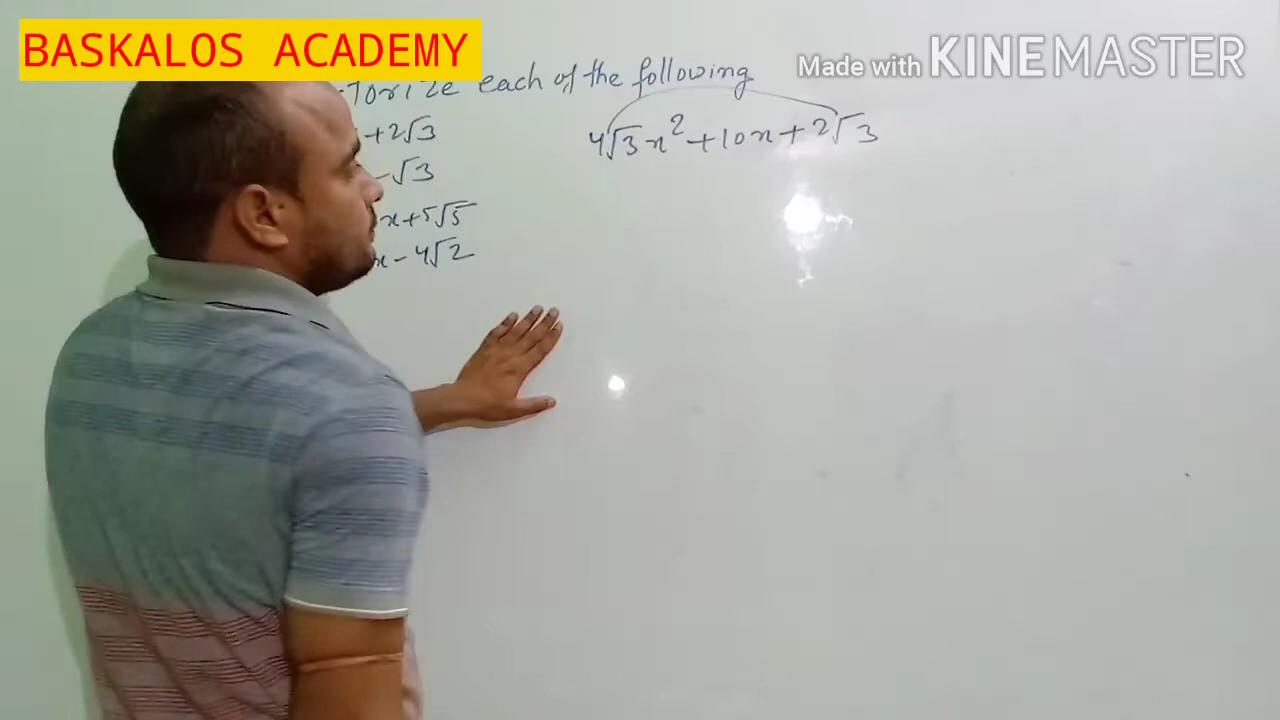 BASKALOS ACADEMY
Made with KINEMASTER
each of the following
+2√3
4√3x² + 10x + 2√3
-√3
x+5√5
x-4√2